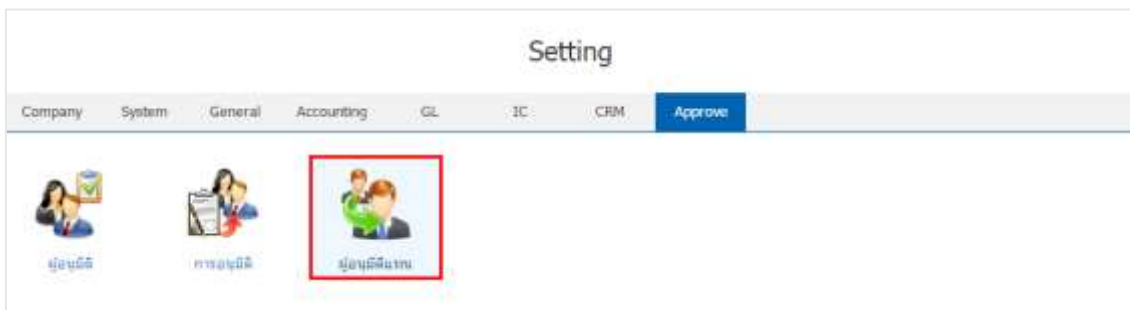 Setting
Company System General Accounting GL IC CRM Approve
ผู้อนุมัติ การอนุมัติ ผู้อนุมัติแทน